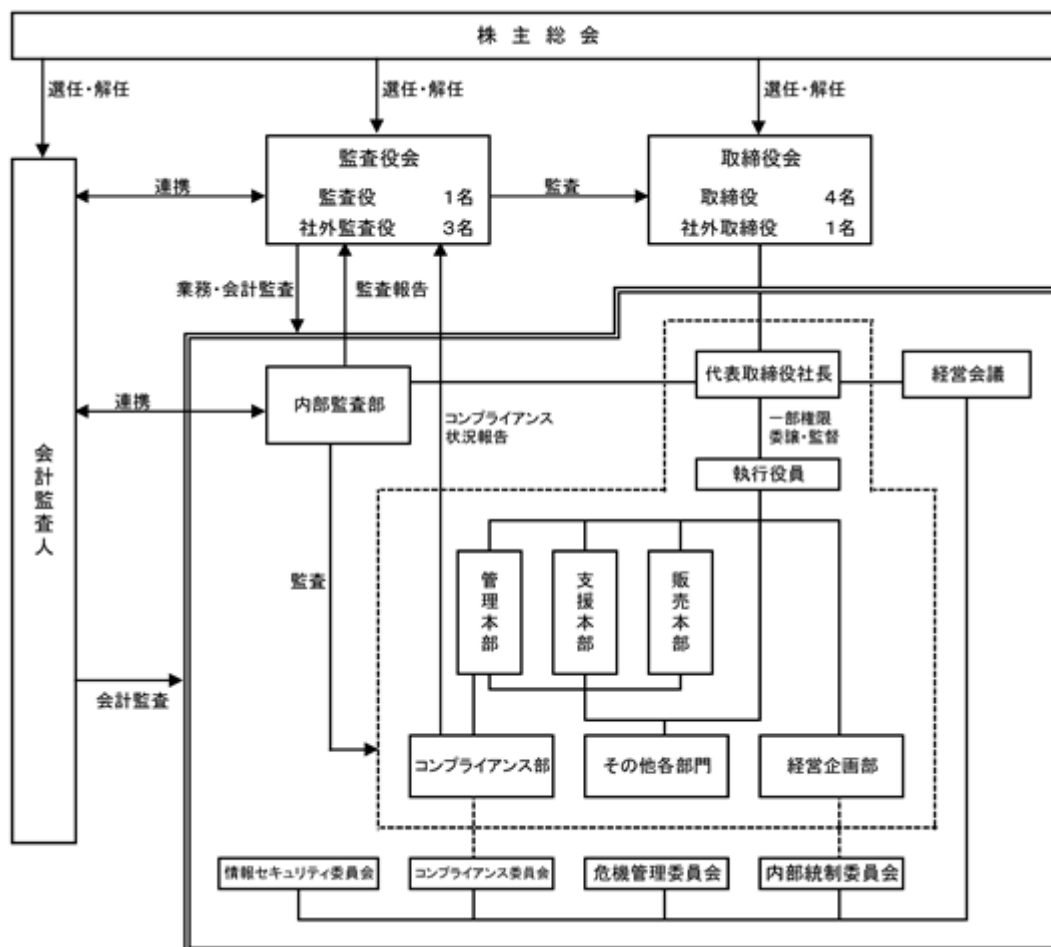 株 主 総 会
選任・解任
選任・解任
選任・解任
監査役会
監査役 1名
社外監査役 3名
取締役会
取締役 4名
社外取締役 1名
連携
監査
業務・会計監査
監査報告
代表取締役社長
経営会議
内部監査部
連携
コンプライアンス
状況報告
一部権限
委譲・監督
執行役員
会計監査人
監査
管理本部
支援本部
販売本部
会計監査
コンプライアンス部
その他各部門
経営企画部
情報セキュリティ委員会
コンプライアンス委員会
危機管理委員会
内部統制委員会